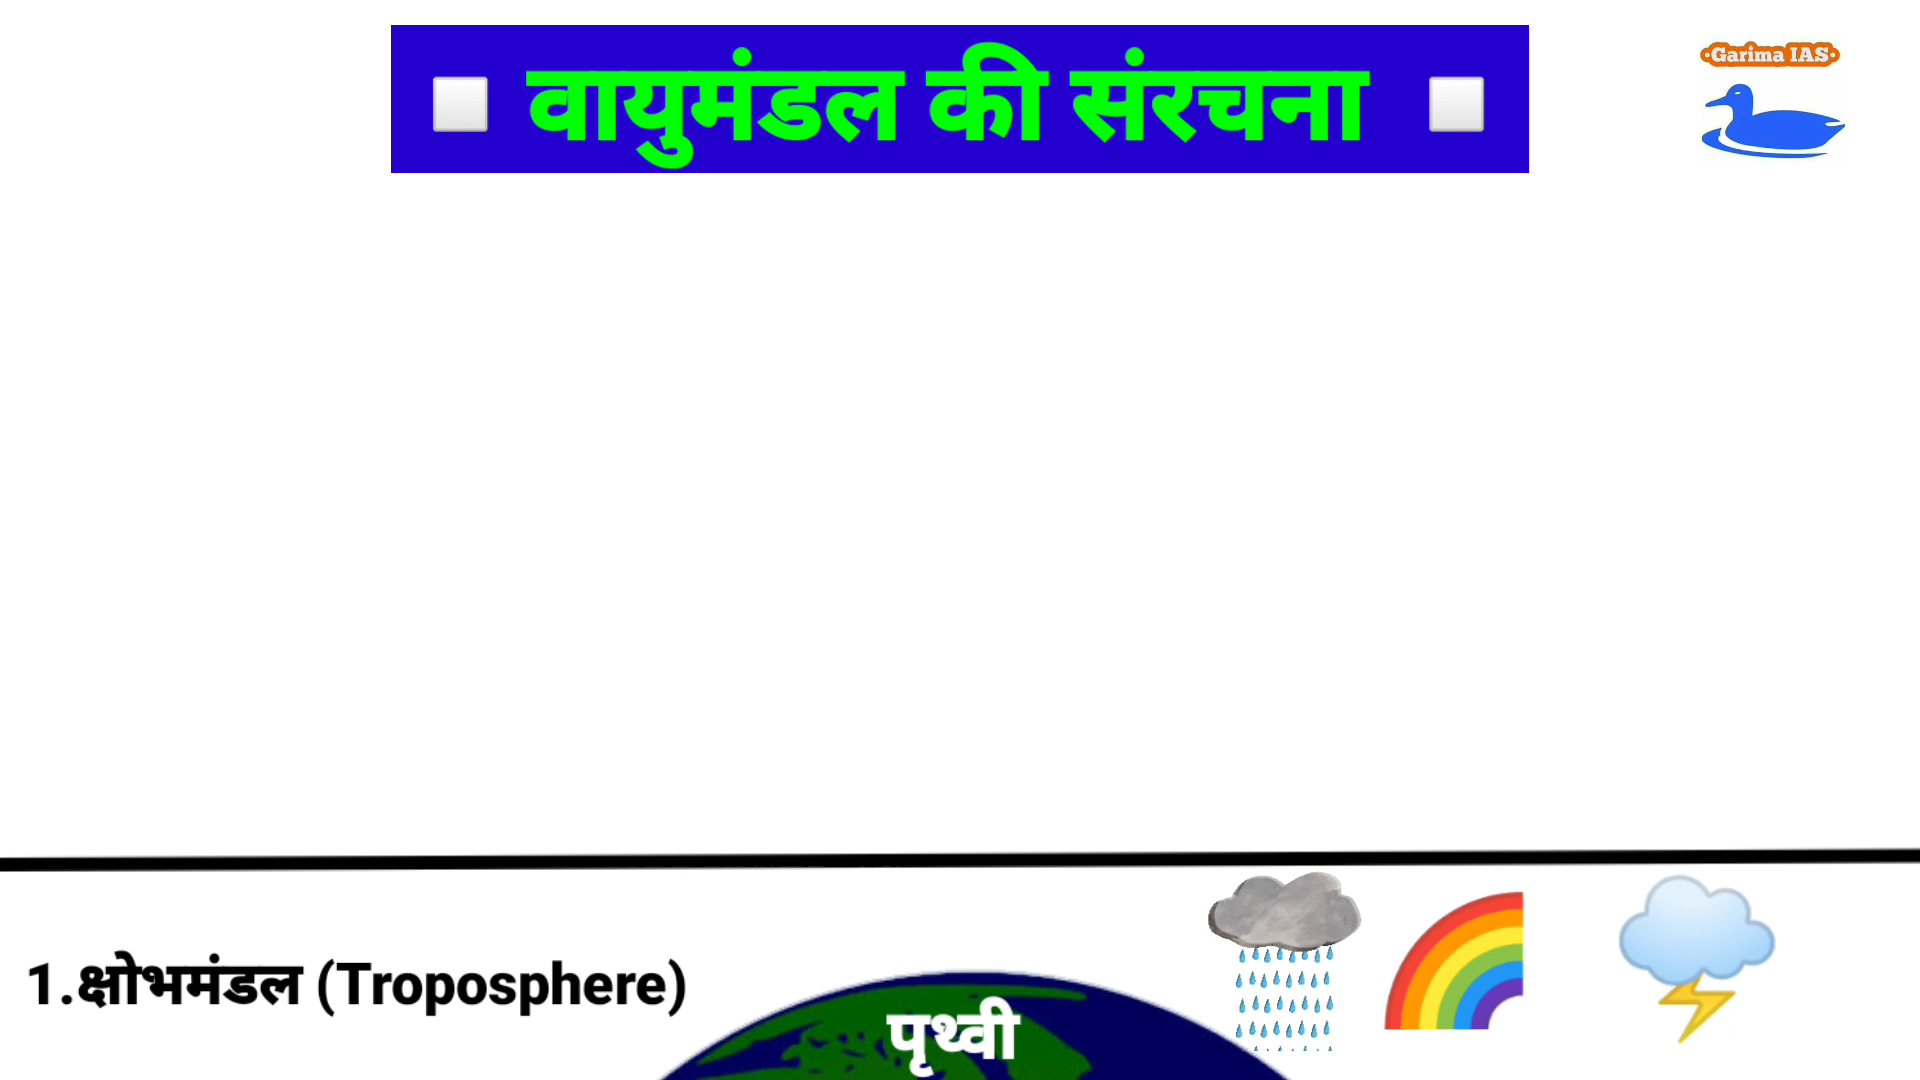 वायुमंडल की संरचना
Garima IAS
1.क्षोभमंडल (Troposphere)
पृथ्वी